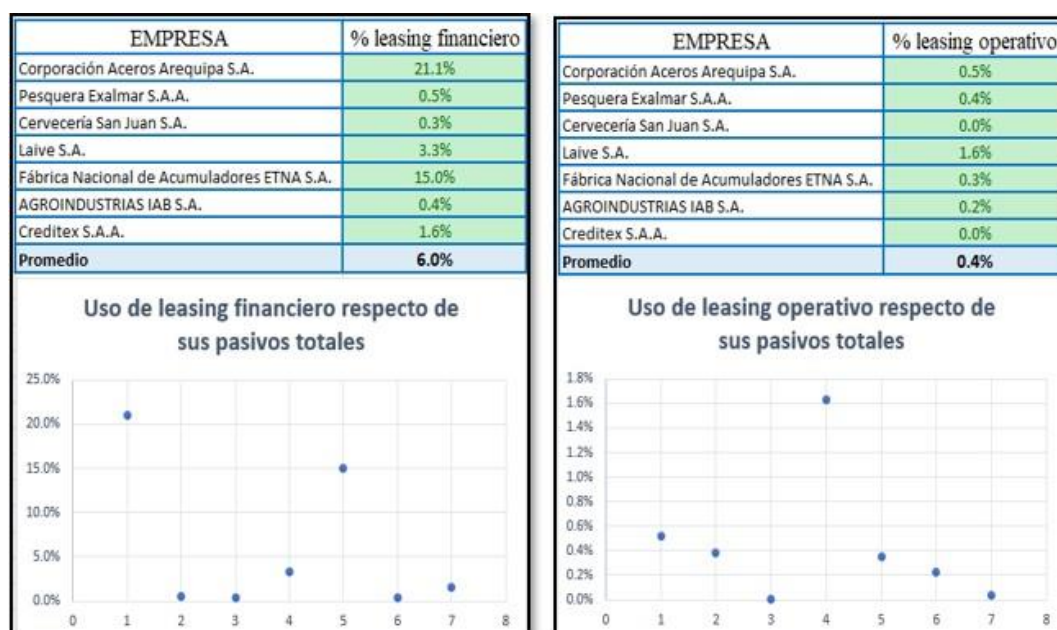 EMPRESA % leasing financiero
Corporación Aceros Arequipa S.A. 21.1%
Pesquera Exalmar S.A.A. 0.5%
Cervecería San Juan S.A. 0.3%
Laive S.A. 3.3%
Fábrica Nacional de Acumuladores ETNA S.A. 15.0%
AGROINDUSTRIAS IAB S.A. 0.4%
Creditex S.A.A. 1.6%
Promedio 6.0%
Uso de leasing financiero respecto de
sus pasivos totales
25.0%
20.0%
15.0%
10.0%
5.0%
0.0%
0 1 2 3 4 5 6 7 8
EMPRESA % leasing operativo
Corporación Aceros Arequipa S.A. 0.5%
Pesquera Exalmar S.A.A. 0.4%
Cervecería San Juan S.A. 0.0%
Laive S.A. 1.6%
Fábrica Nacional de Acumuladores ETNA S.A. 0.3%
AGROINDUSTRIAS IAB S.A. 0.2%
Creditex S.A.A. 0.0%
Promedio 0.4%
Uso de leasing operativo respecto de
sus pasivos totales
1.8%
1.6%
1.4%
1.2%
1.0%
0.8%
0.6%
0.4%
0.2%
0.0%
0 1 2 3 4 5 6 7 8